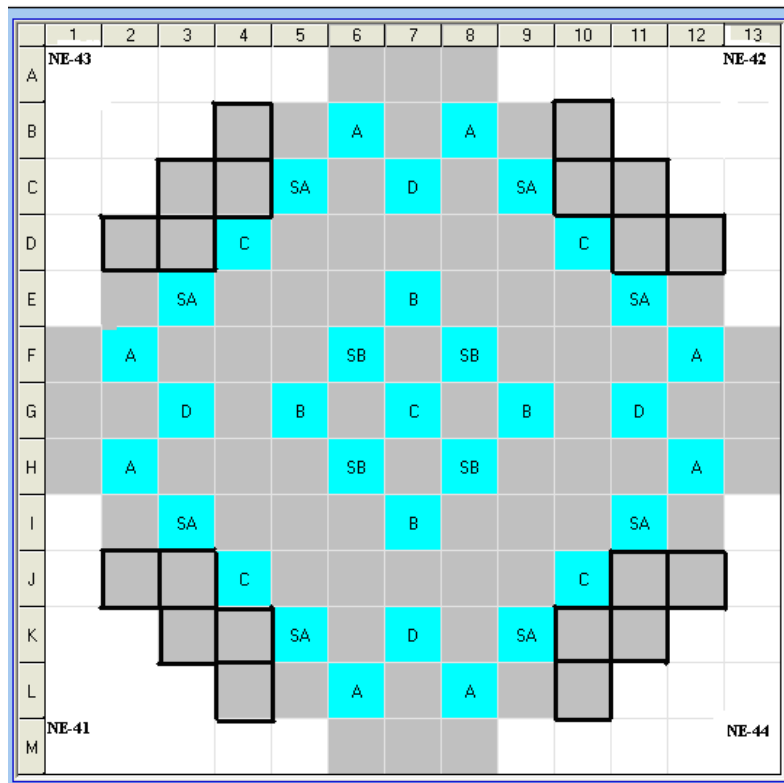 1 2 3 4 5 6 7 8 9 10 11 12 13
NE-43 NE-42
A
B A A
C SA D SA
D C C
E SA B SA
F A SB SB A
G D B C B D
H A SB SB A
I SA B SA
J C C
K SA D SA
L A A
NE-41 NE-44
M